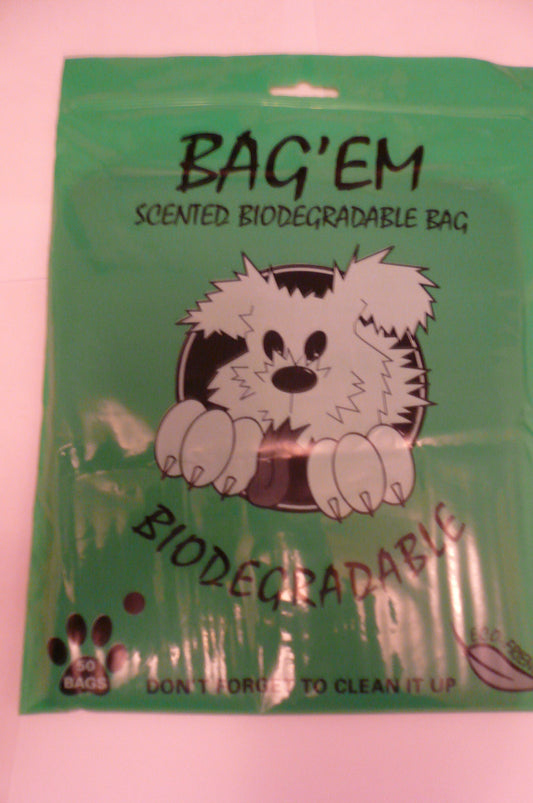 BAG'EM
SCENTED BIODEGRADABLE BAG
BIODEGRADABLE
50
BAGS
DON'T FORGET TO CLEAN IT UP